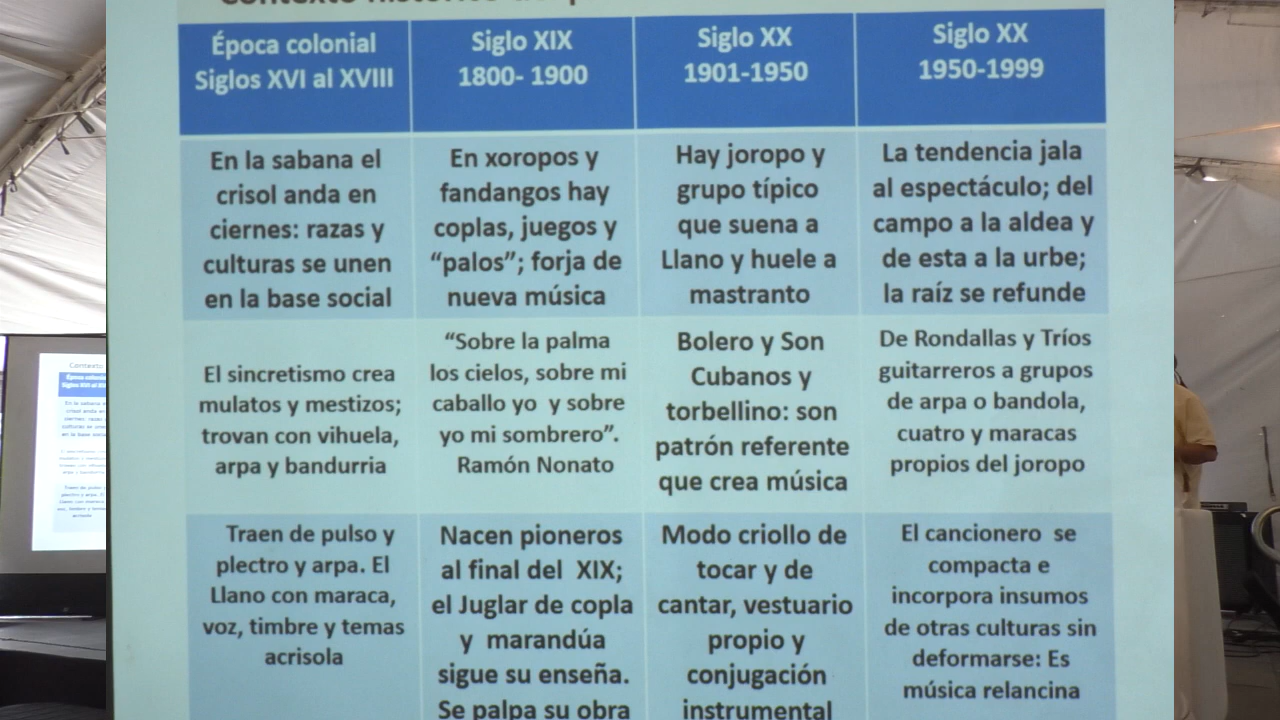 Contexto histórico
Época colonial
Siglos XVI al XVIII
Siglo XIX
1800- 1900
Siglo XX
1901-1950
Siglo XX
1950-1999
En la sabana el
crisol anda en
ciernes: razas y
culturas se unen
en la base social
En xoropos y
fandangos hay
coplas, juegos y
“palos”; forja de
nueva música
Hay joropo y
grupo típico
que suena a
Llano y huele a
mastranto
La tendencia jala
al espectáculo; del
campo a la aldea y
de esta a la urbe;
la raíz se refunde
El sincretismo crea
mulatos y mestizos;
trovan con vihuela,
arpa y bandurria
“Sobre la palma
los cielos, sobre mi
caballo yo y sobre
yo mi sombrero”.
Ramón Nonato
Bolero y Son
Cubanos y
torbellino: son
patrón referente
que crea música
De Rondallas y Tríos
guitarreros a grupos
de arpa o bandola,
cuatro y maracas
propios del joropo
Traen de pulso y
plectro y arpa. El
Llano con maraca,
voz, timbre y temas
acrisola
Nacen pioneros
al final del XIX;
el Juglar de copla
y marandúa
sigue su enseña.
Se palpa su obra
Modo criollo de
tocar y de
cantar, vestuario
propio y
conjugación
instrumental
El cancionero se
compacta e
incorpora insumos
de otras culturas sin
deformarse: Es
música relancina